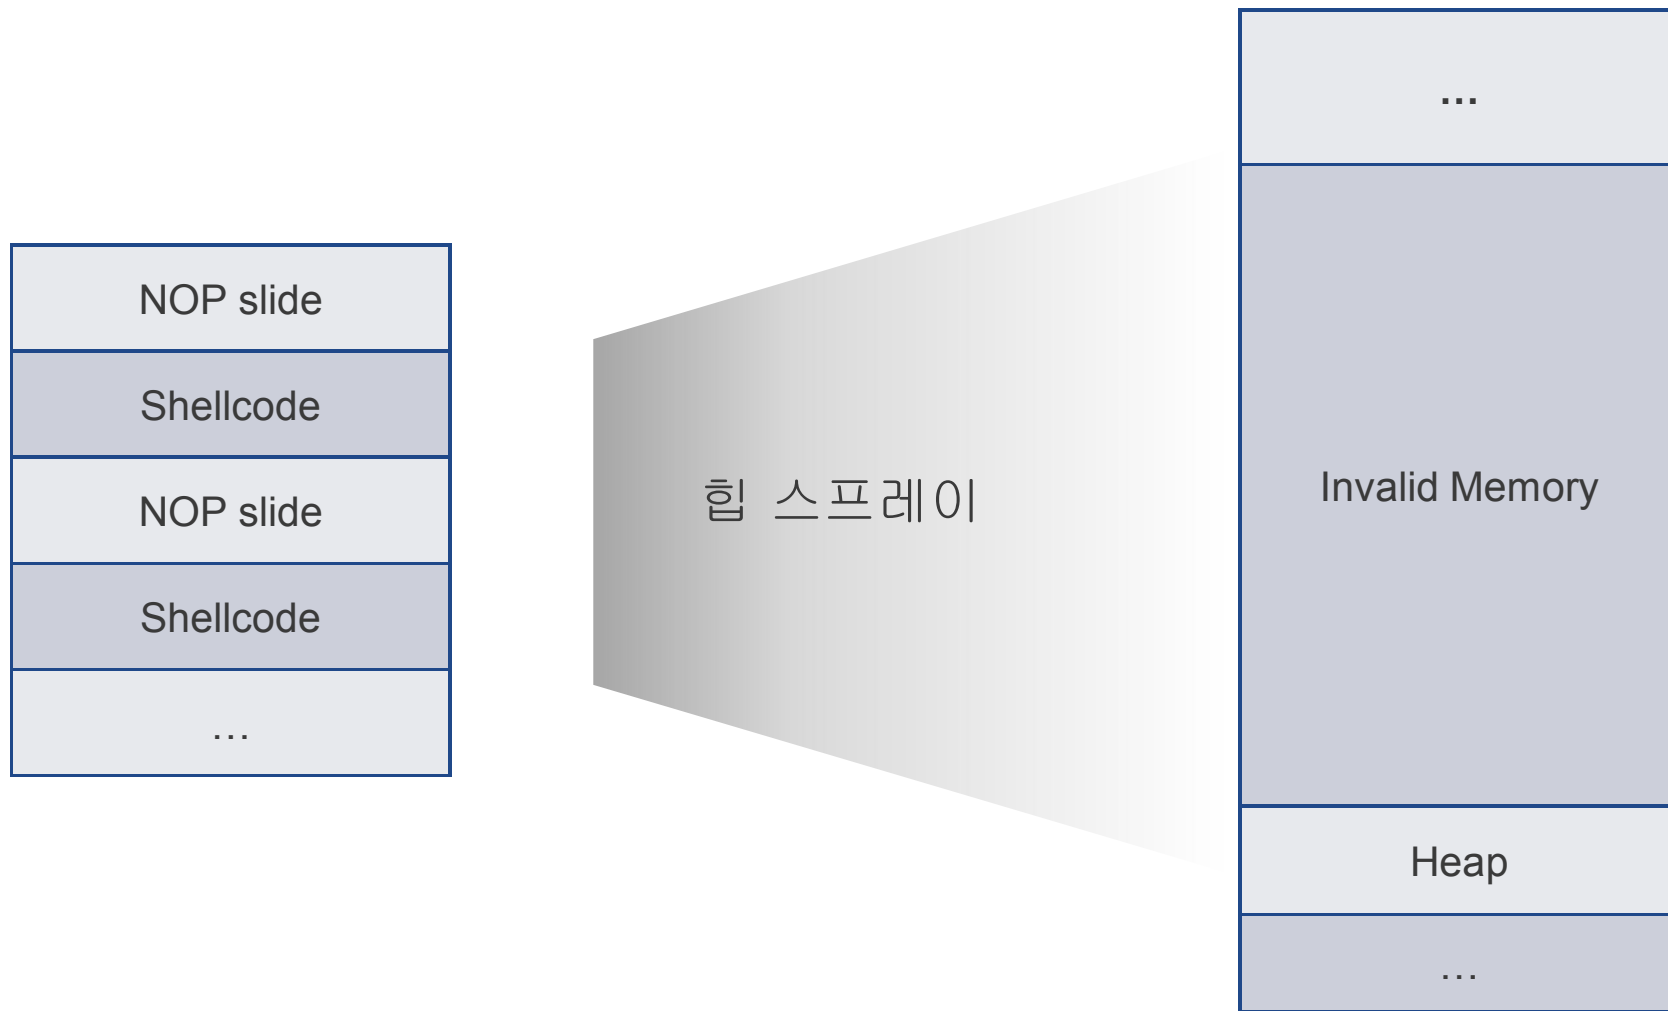 NOP slide
Shellcode
NOP slide
Shellcode
...
힙 스프레이
...
Invalid Memory
Heap
...